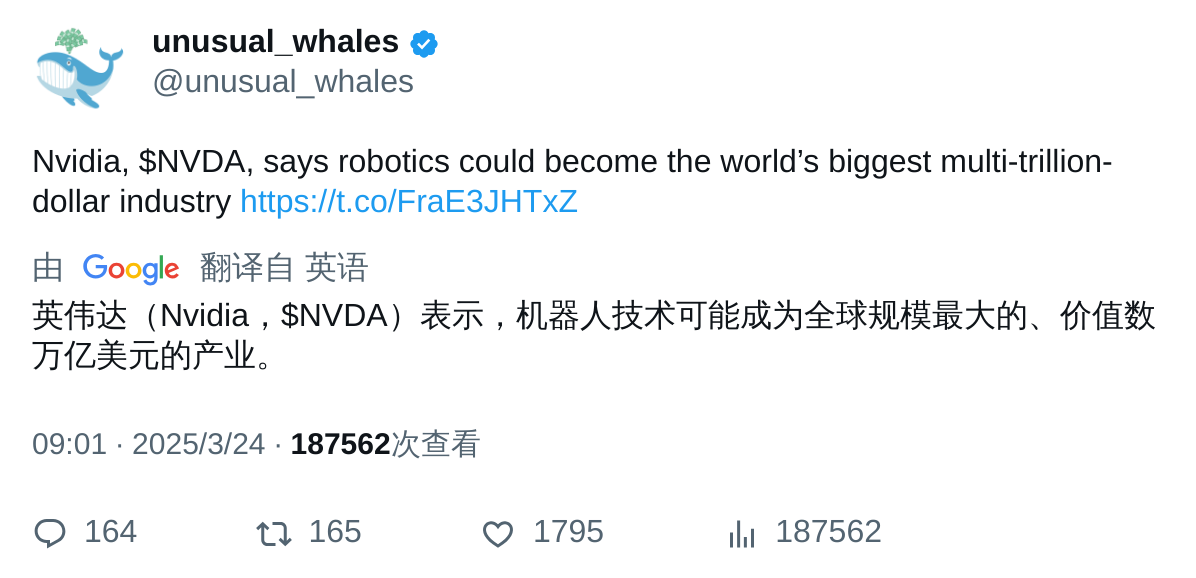 unusual_whales
@unusual_whales
Nvidia, $NVDA, says robotics could become the world’s biggest multi-trillion-
dollar industry https://t.co/FraE3JHTxZ
由 Google 翻译自 英语
英伟达（Nvidia，$NVDA）表示，机器人技术可能成为全球规模最大的、价值数
万亿美元的产业。
09:01 · 2025/3/24 · 187562次查看
164 165 1795 187562